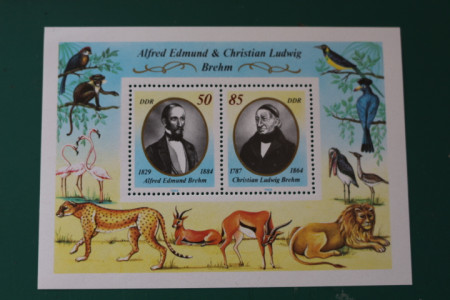 Alfred Edmund & Christian Ludwig
Brehm
DDR 50
85 DDR
1829 1884
Alfred Edmund Brehm
1787 1864
Christian Ludwig Brehm